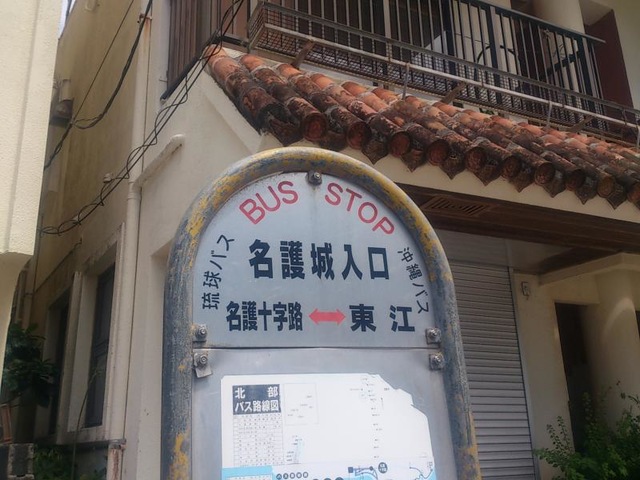 BUS STOP
琉球バス
沖縄バス
名護城入口
名護十字路 ↔ 東江
北部
バス路線図